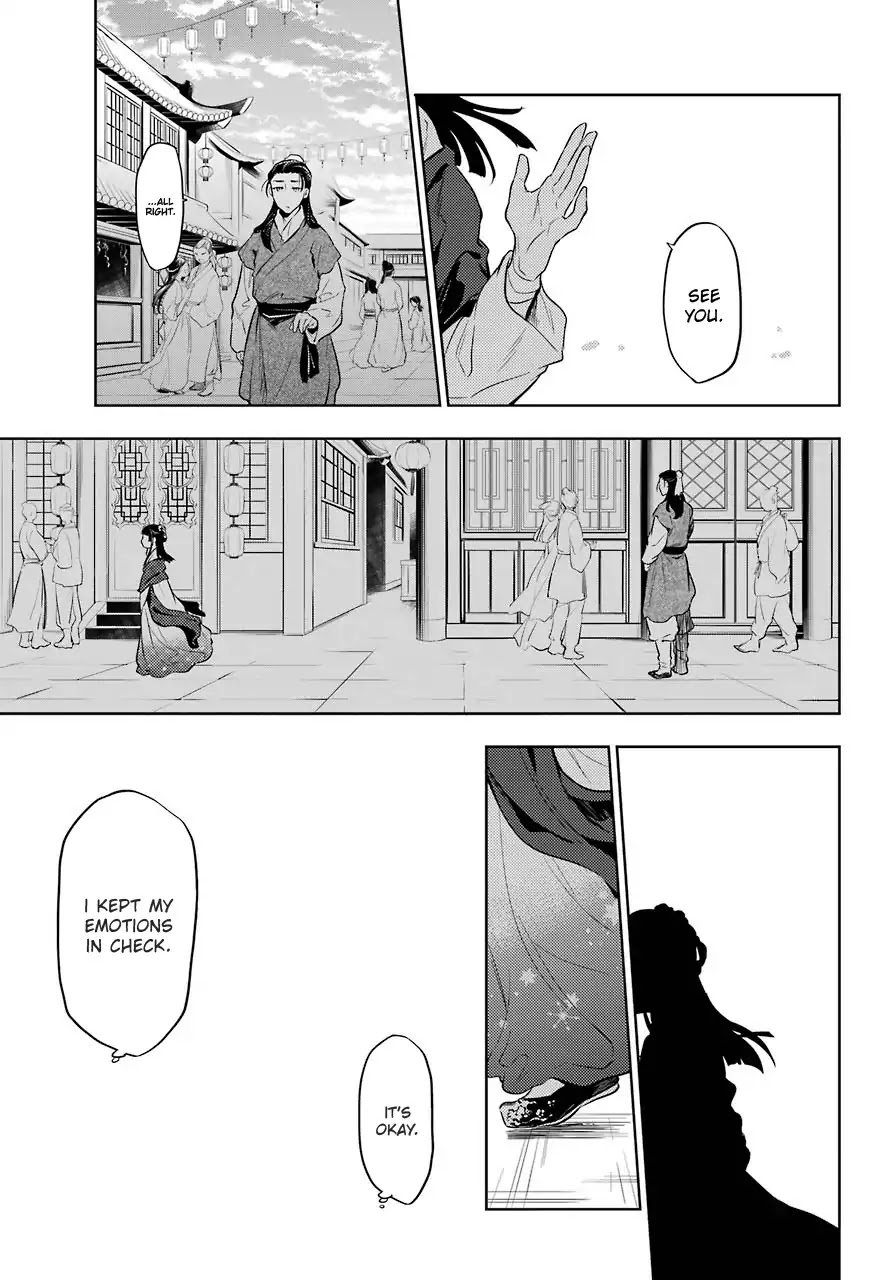 SEE
YOU.
...ALL
RIGHT.
IT'S
OKAY.
I KEPT MY
EMOTIONS
IN CHECK.